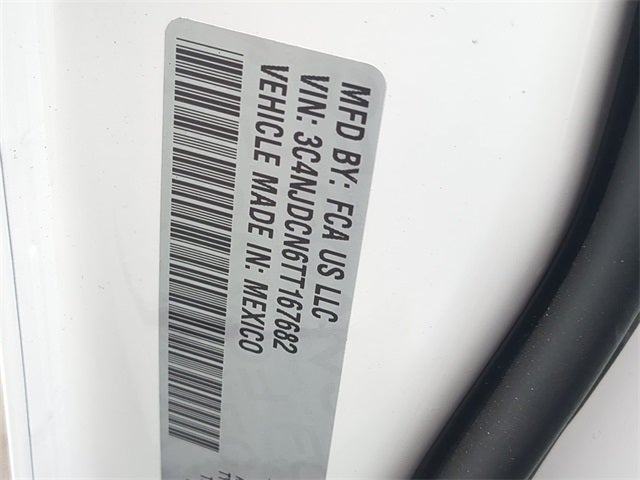 MFD BY: FCA US LLC
VIN: 3C4NJDCN6TT167682
VEHICLE MADE IN: MEXICO